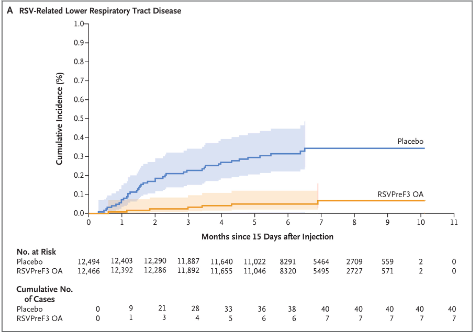 A RSV-Related Lower Respiratory Tract Disease
Cumulative Incidence (%)
1.0
0.9
0.8
0.7
0.6
0.5
0.4
0.3
0.2
0.1
0.0
Placebo
RSVPreF3 OA
0 1 2 3 4 5 6 7 8 9 10 11
Months since 15 Days after Injection
No. at Risk
Placebo 12,494 12,403 12,290 11,887 11,640 11,022 8291 5464 2709 559 2 0
RSVPreF3 OA 12,466 12,392 12,286 11,892 11,655 11,046 8320 5495 2727 571 2 0
Cumulative No.
of Cases
Placebo 0 9 21 28 33 36 38 40 40 40 40 40
RSVPreF3 OA 0 1 3 4 5 6 6 7 7 7 7 7